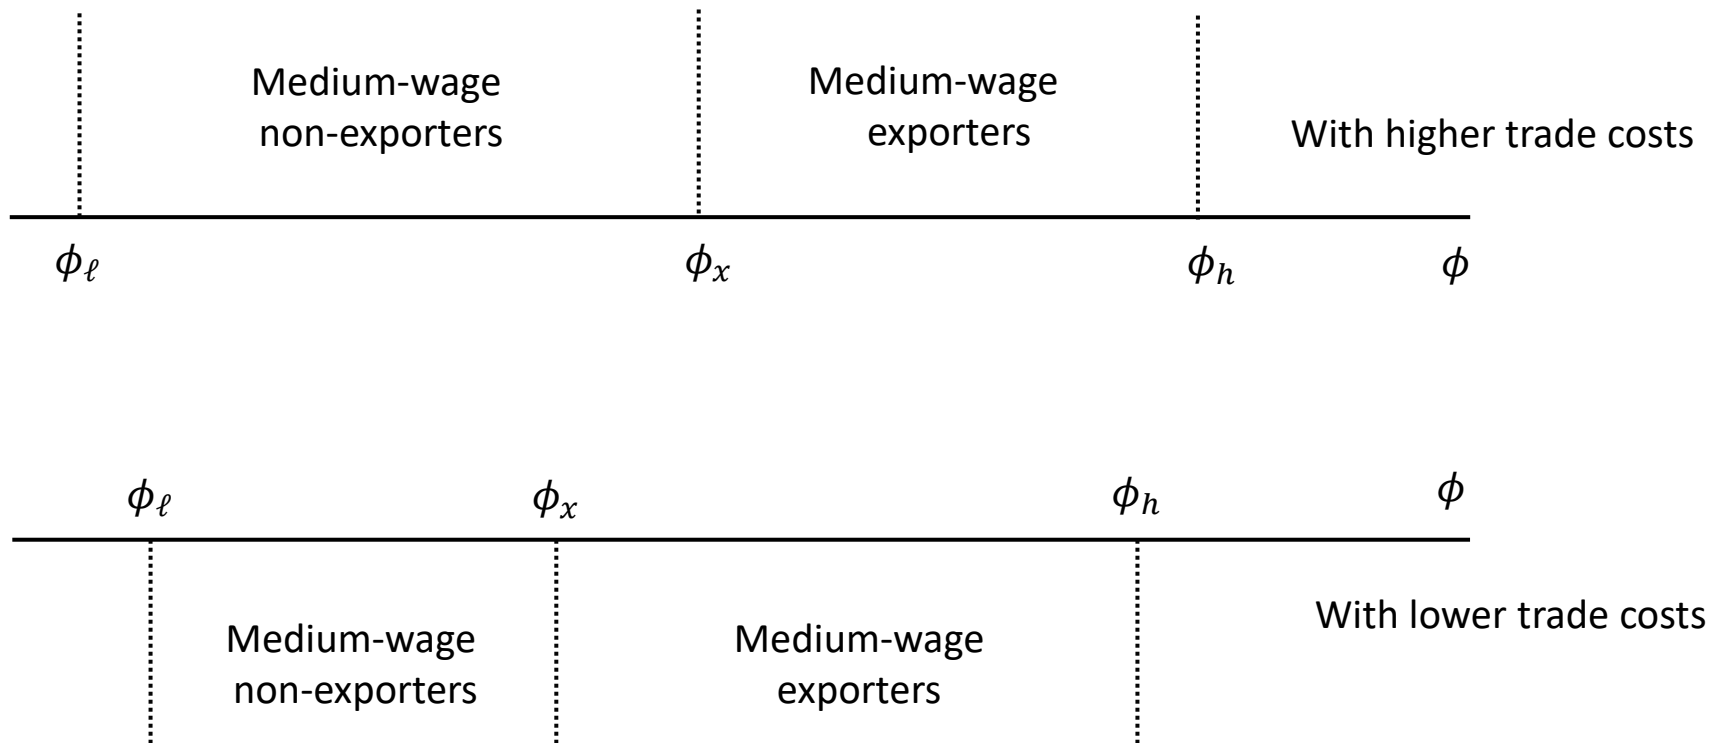 Medium-wage
non-exporters
Medium-wage
exporters
With higher trade costs
ϕℓ
ϕx
ϕh
ϕ
ϕℓ
ϕx
ϕh
ϕ
Medium-wage
non-exporters
Medium-wage
exporters
With lower trade costs